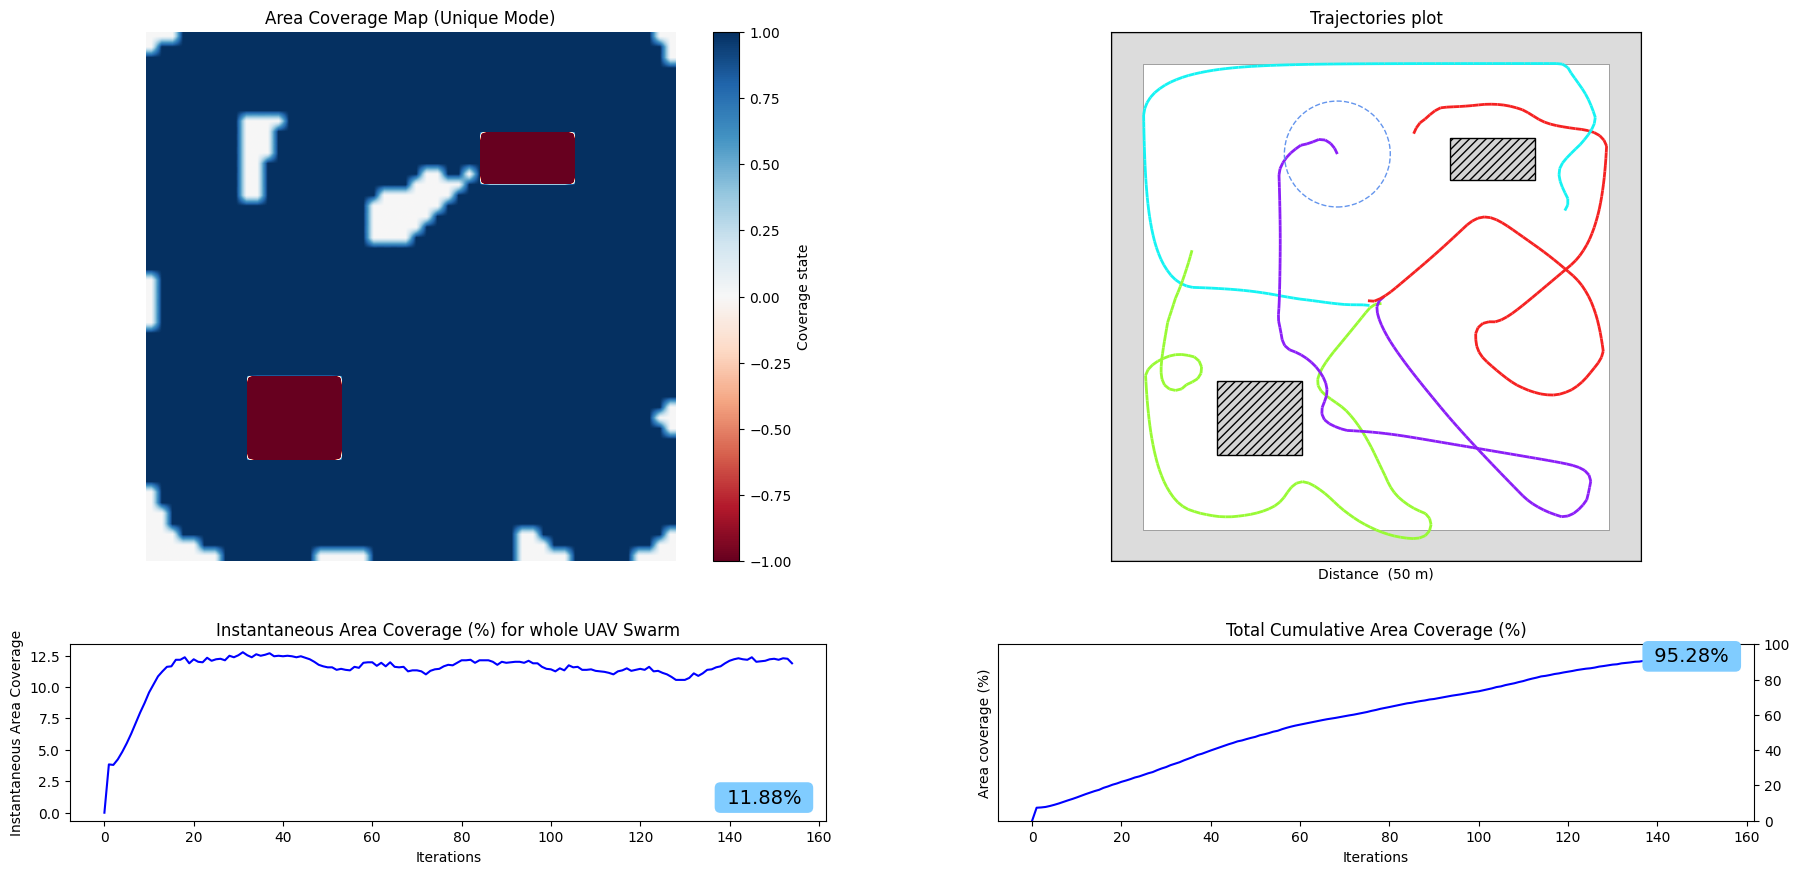 Area Coverage Map (Unique Mode)
1.00
0.75
0.50
0.25
0.00
−0.25
−0.50
−0.75
−1.00
Coverage state
Trajectories plot
Distance  (50 m)
Instantaneous Area Coverage (%) for whole UAV Swarm
Instantaneous Area Coverage
12.5
10.0
7.5
5.0
2.5
0.0
11.88%
0 20 40 60 80 100 120 140 160
Iterations
Total Cumulative Area Coverage (%)
Area coverage (%)
95.28%
100
80
60
40
20
0
0 20 40 60 80 100 120 140 160
Iterations